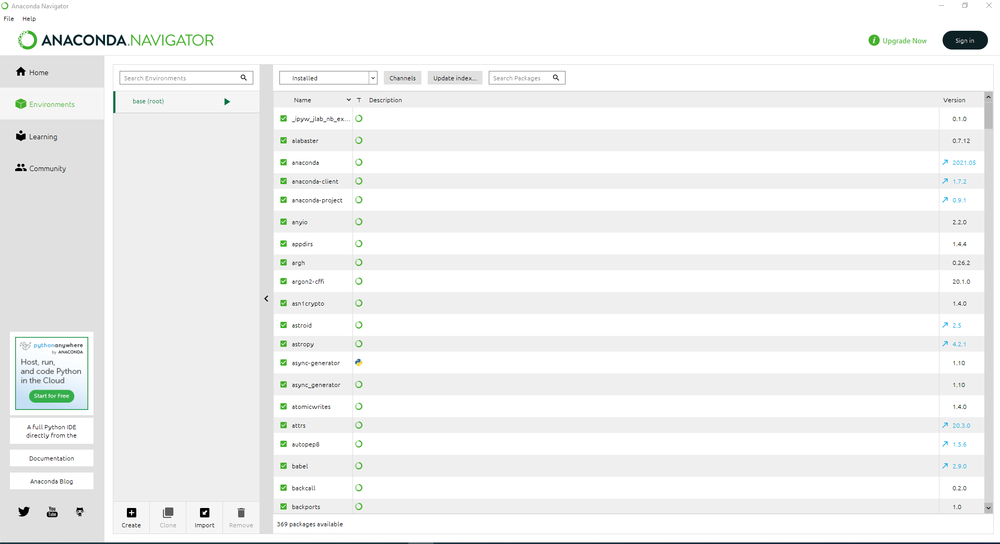 Anaconda Navigator
File Help
ANACONDA.NAVIGATOR
Upgrade Now
Sign in
Home
Environments
Learning
Community
pythonanywhere
by ANACONDA
Host, run,
and code Python
in the Cloud
Start for Free
A full Python IDE
directly from the
Documentation
Anaconda Blog
You
Tube
Search Environments
base (root)
Create Clone Import Remove
Installed Channels Update index... Search Packages
Name T Description Version
_ipyw_jlab_nb_ex... 0.1.0
alabaster 0.7.12
anaconda 2021.05
anaconda-client 1.7.2
anaconda-project 0.9.1
anyio 2.2.0
appdirs 1.4.4
argh 0.26.2
argon2-cffi 20.1.0
asn1crypto 1.4.0
astroid 2.5
astropy 4.2.1
async-generator 1.10
async_generator 1.10
atomicwrites 1.4.0
attrs 20.3.0
autopep8 1.5.6
babel 2.9.0
backcall 0.2.0
backports 1.0
369 packages available